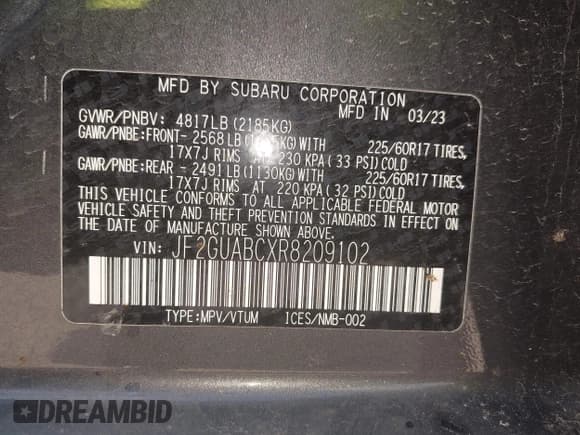 MFD BY SUBARU CORPORATION
GVWR/PNBV: 4817LB (2185KG) MFD IN 03/23
GAWR/PNBE:FRONT- 2568LB( KG)WITH 225/60R17 TIRES,
17X7J RIMS AT 230 KPA (33 PSI)COLD
GAWR/PNBE:REAR - 2491LB(1130KG)WITH 225/60R17 TIRES,
17X7J RIMS AT 220 KPA (32 PSI)COLD
THIS VEHICLE CONFORMS TO ALL APPLICABLE FEDERAL MOTOR
VEHICLE SAFETY AND THEFT PREVENTION STANDARDS IN EFFECT ON
THE DATE OF MANUFACTURE SHOWN ABOVE.
VIN: JF2GUABCXR8209102
TYPE:MPV/VTUM ICES/NMB-002
DREAMBID